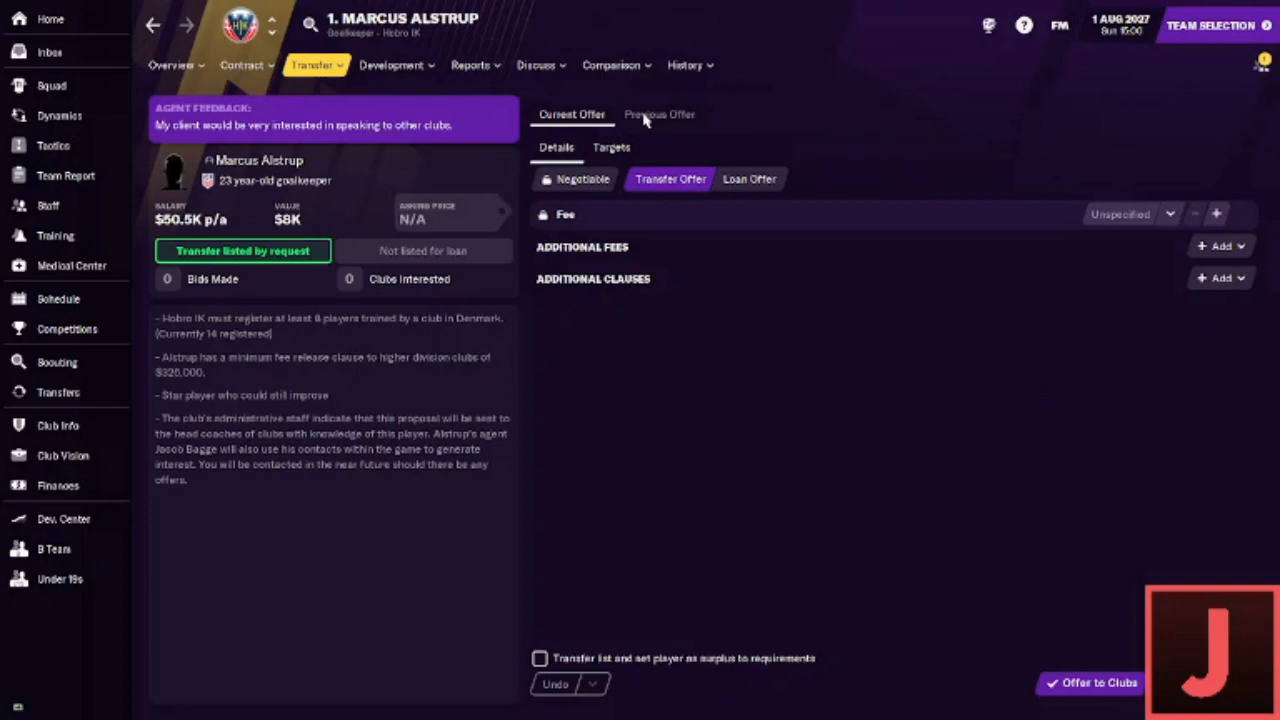 Home
Inbox
Squad
Dynamics
Tactics
Team Report
Staff
Training
Medical Center
Schedule
Competitions
Scouting
Transfers
Club Info
Club Vision
Finances
Dev. Center
B Team
Under 19s
1. MARCUS ALSTRUP
Goalkeeper - Hobro IK
FM
1 AUG 2027
Sun 15:00
TEAM SELECTION
Overview
Contract
Transfer
Development
Reports
Discuss
Comparison
History
1
AGENT FEEDBACK:
My client would be very interested in speaking to other clubs.
Marcus Alstrup
23 year-old goalkeeper
SALARY
$50.5K p/a
VALUE
$8K
ASKING PRICE
N/A
Transfer listed by request
Not listed for loan
0 Bids Made
0 Clubs Interested
- Hobro IK must register at least 8 players trained by a club in Denmark.
(Currently 14 registered)
- Alstrup has a minimum fee release clause to higher division clubs of
$325,000.
- Star player who could still improve
- The club's administrative staff indicate that this proposal will be sent to
the head coaches of clubs with knowledge of this player. Alstrup's agent
Jacob Bagge will also use his contacts within the game to generate
interest. You will be contacted in the near future should there be any
offers.
Current Offer
Previous Offer
Details
Targets
Negotiable
Transfer Offer
Loan Offer
Fee
Unspecified
- +
ADDITIONAL FEES
+ Add
ADDITIONAL CLAUSES
+ Add
Transfer list and set player as surplus to requirements
Undo
Offer to Clubs
J